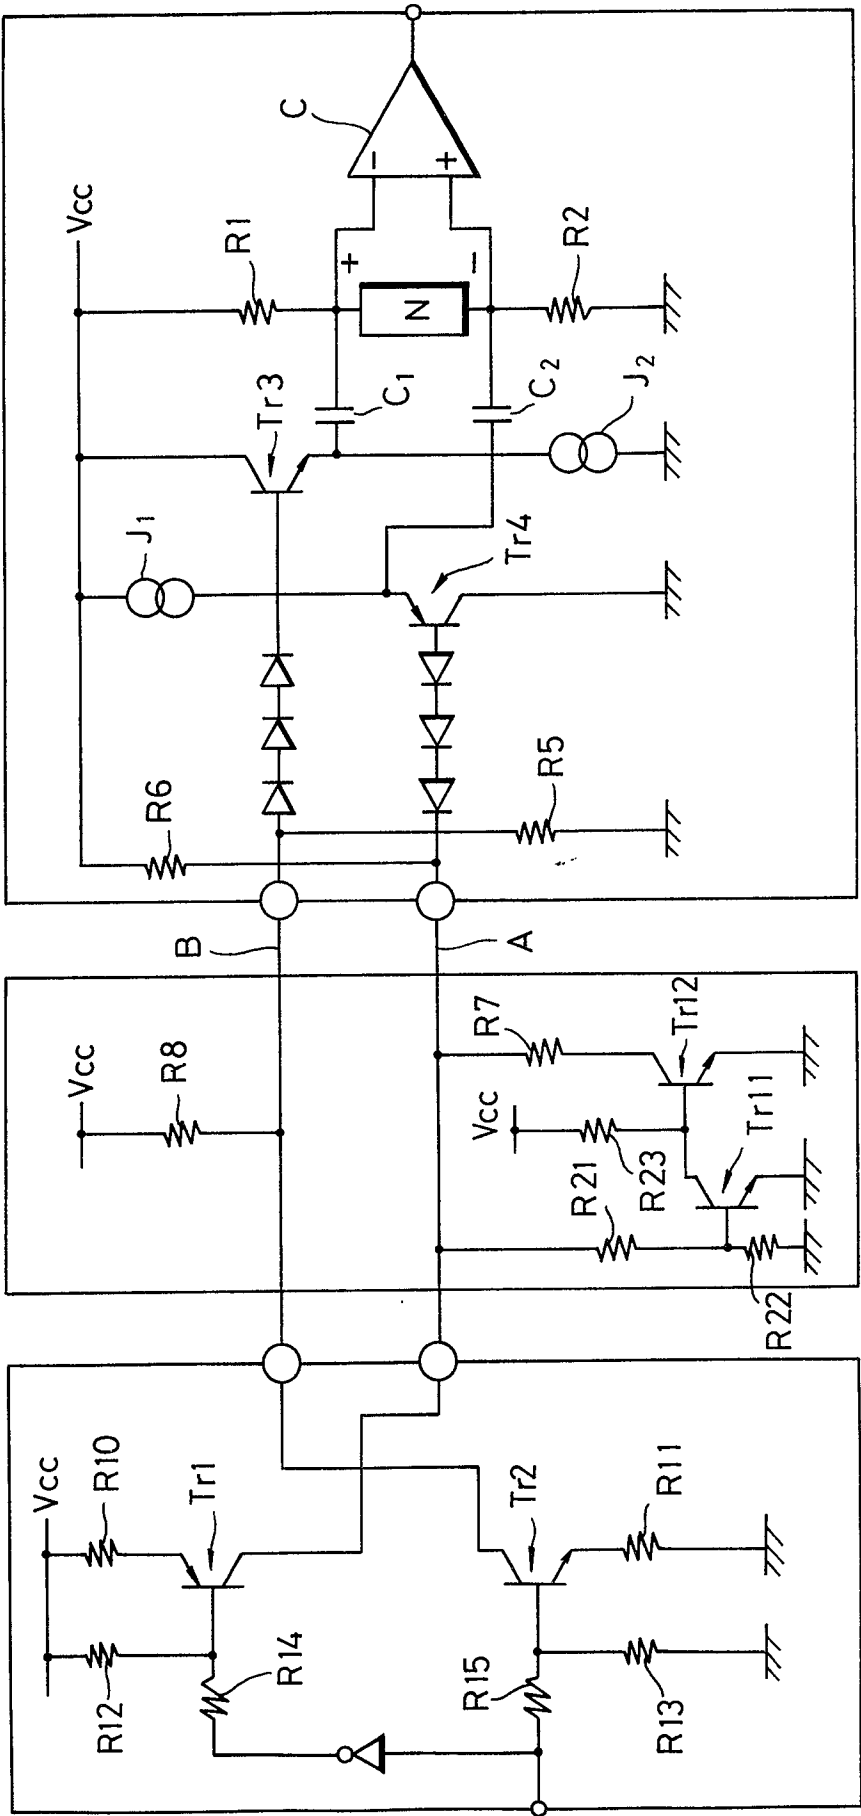 Vcc
R10
R12
Tr1
R14
R15
Tr2
R11
R13
Vcc
R8
B
A
R7
Vcc
Tr12
R23
R21
Tr11
R22
Vcc
R6
J1
Tr3
R1
C
C1
+
−
N
−
+
C2
R2
J2
Tr4
R5